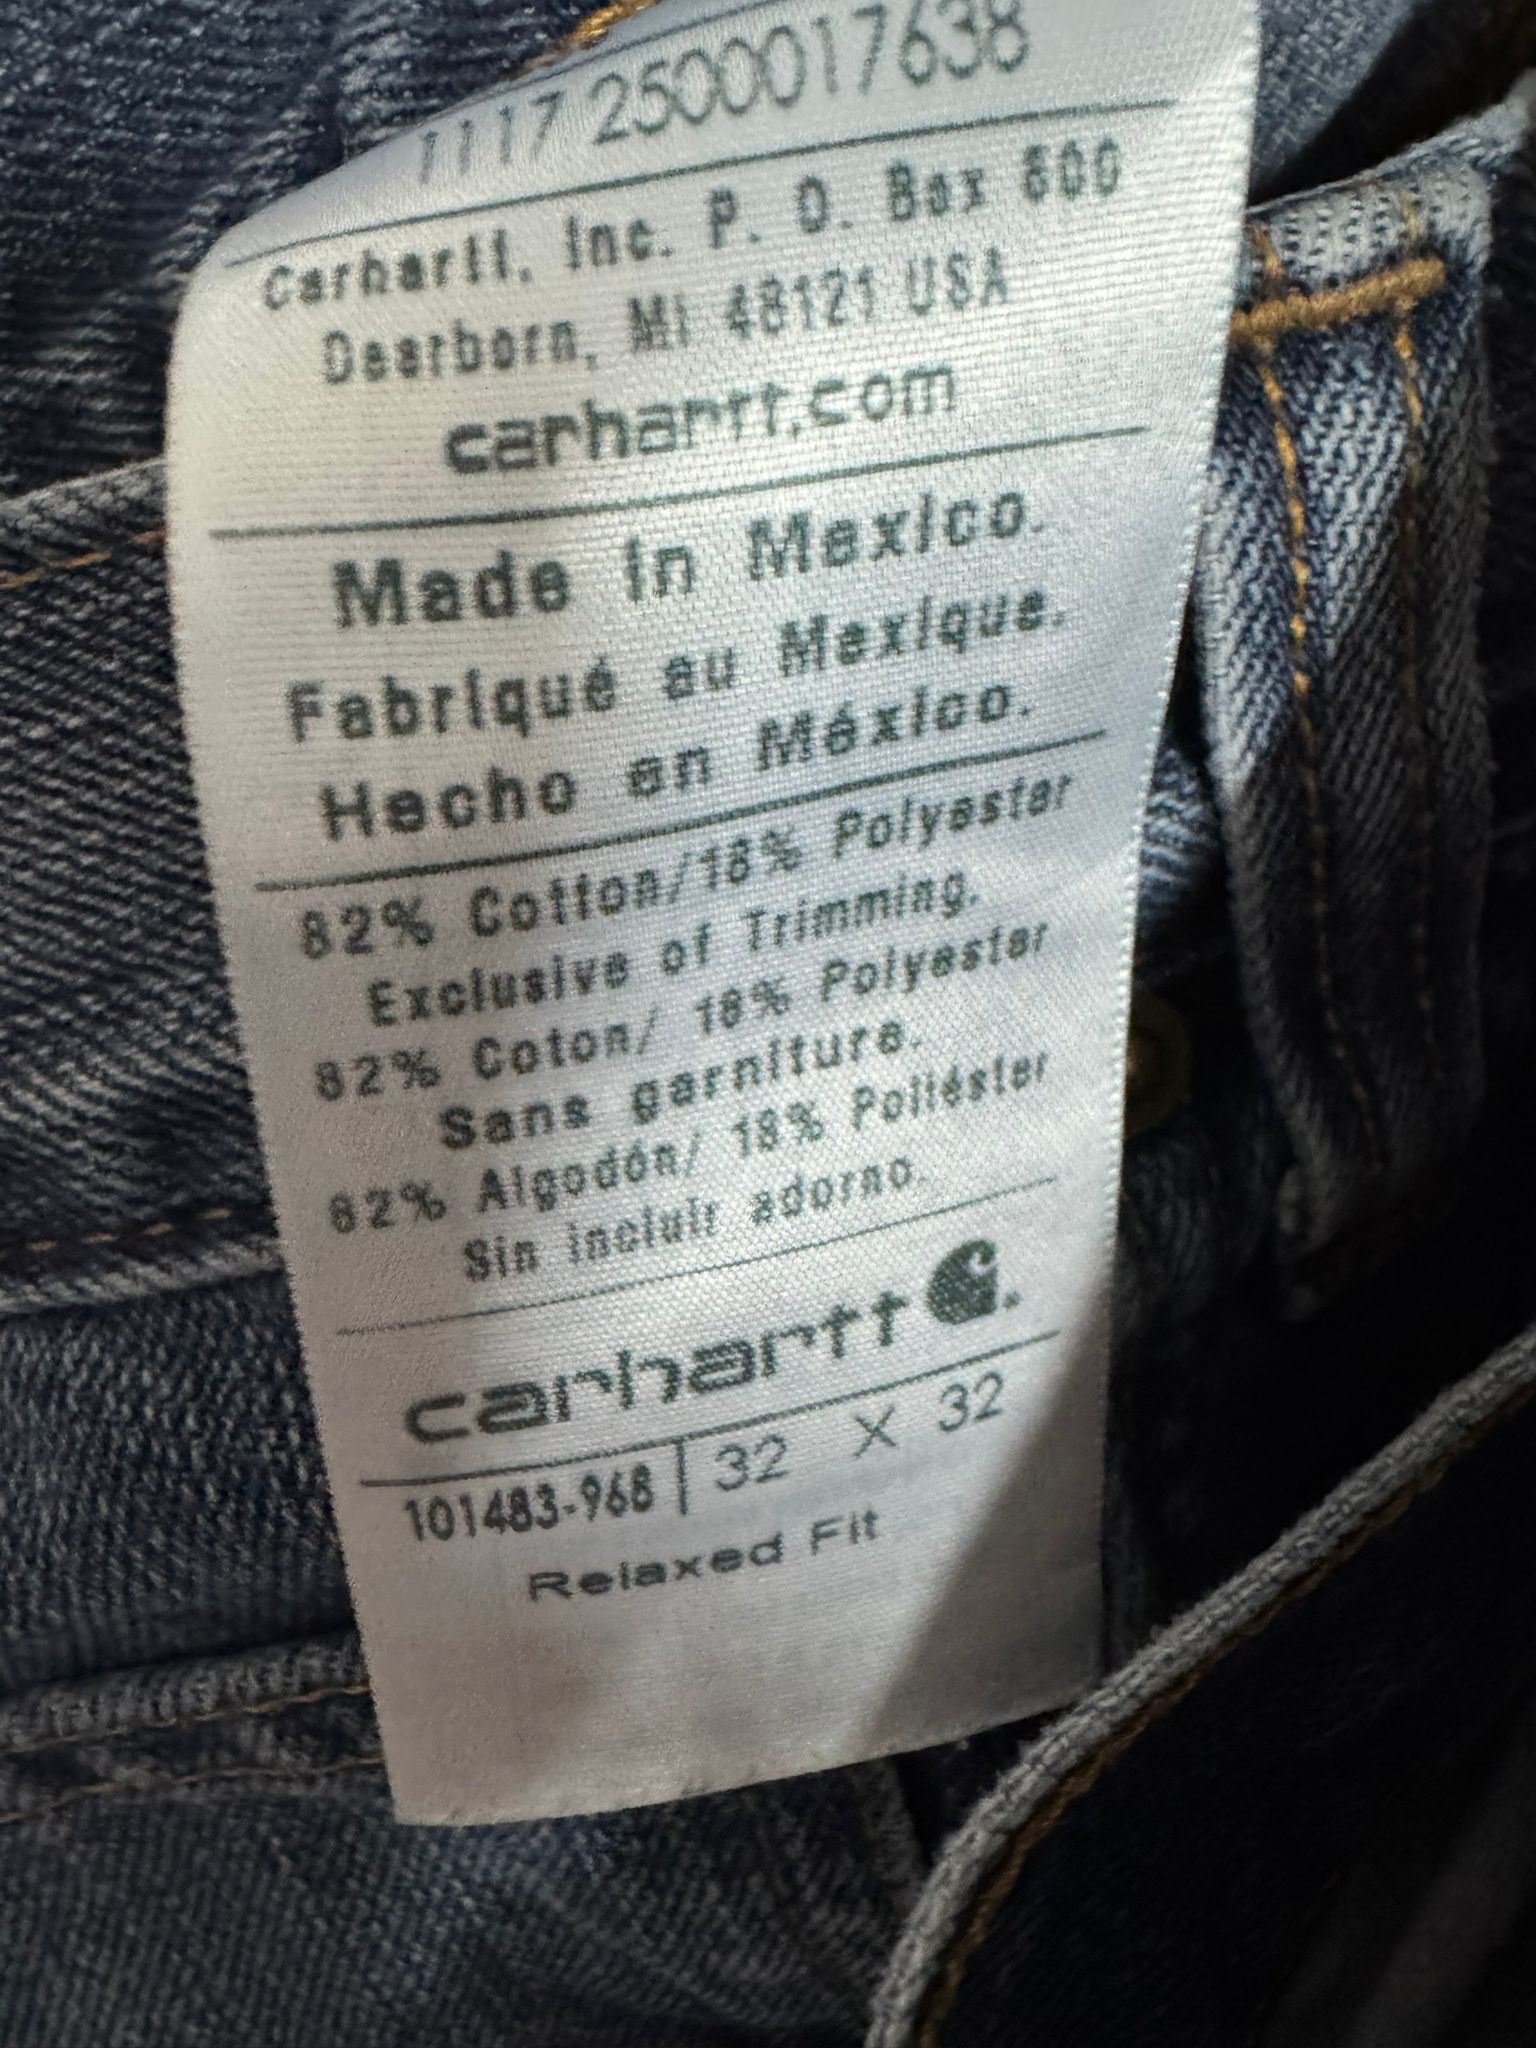 1117 2500017638
Carhartt, Inc. P. O. Box 600
Dearborn, MI 48121 USA
carhartt.com
Made in Mexico.
Fabriqué au Mexique.
Hecho en México.
82% Cotton/18% Polyester
Exclusive of Trimming.
82% Coton/ 18% Polyester
Sans garniture.
82% Algodón/ 18% Poliéster
Sin incluir adorno.
carhartt
101483-968 | 32 X 32
Relaxed Fit